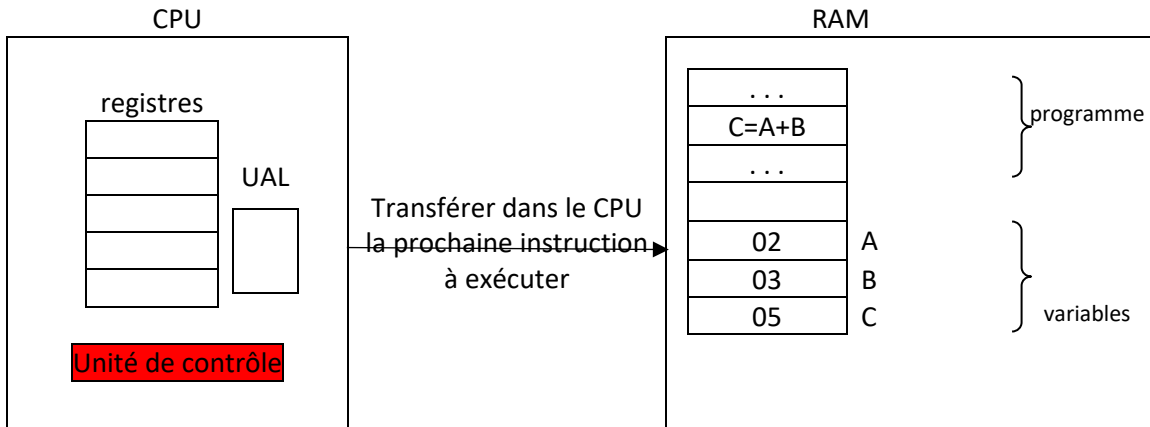 CPU
RAM
registres
UAL
Unité de contrôle
Transférer dans le CPU
la prochaine instruction
à exécuter
. . .
C=A+B
. . .
programme
02 A
03 B
05 C
variables